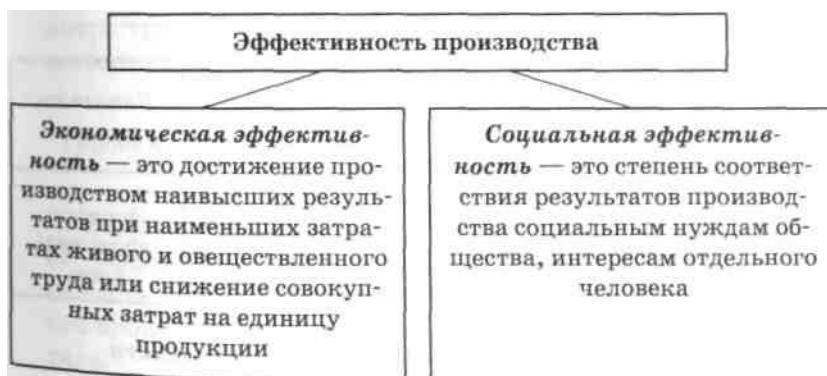 Эффективность производства
Экономическая эффектив-
ность — это достижение про-
изводством наивысших резуль-
татов при наименьших затра-
тах живого и овеществленного
труда или снижение совокуп-
ных затрат на единицу
продукции
Социальная эффектив-
ность — это степень соответ-
ствия результатов производ-
ства социальным нуждам об-
щества, интересам отдельного
человека